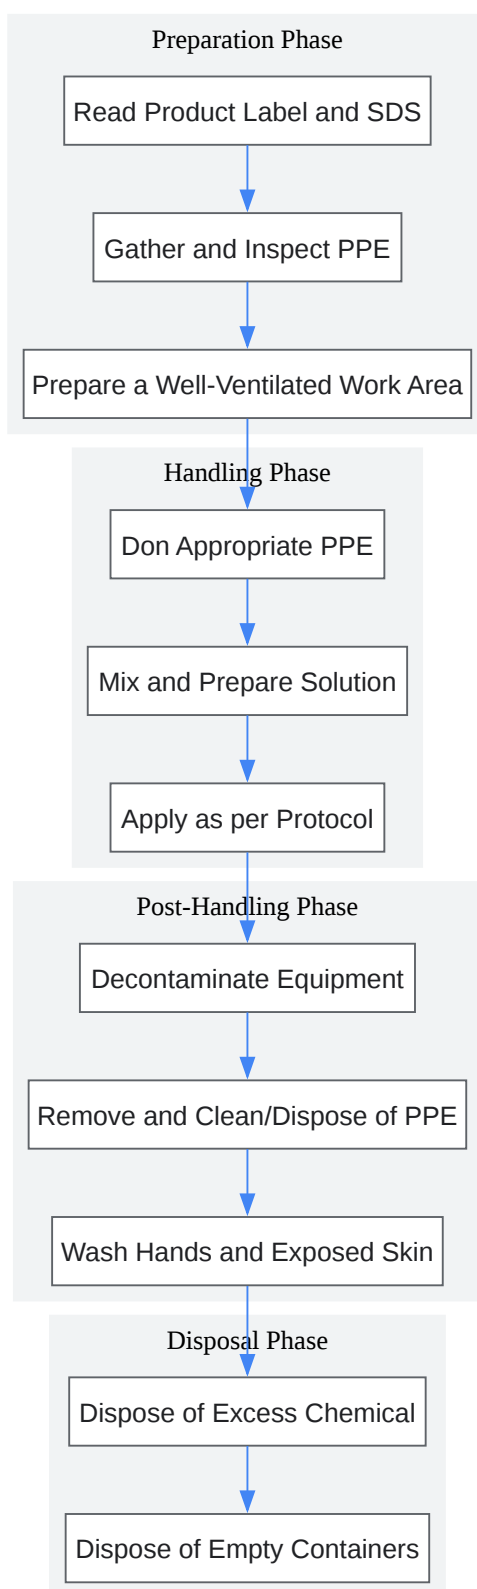 Preparation Phase
Read Product Label and SDS
Gather and Inspect PPE
Prepare a Well-Ventilated Work Area
Handling Phase
Don Appropriate PPE
Mix and Prepare Solution
Apply as per Protocol
Post-Handling Phase
Decontaminate Equipment
Remove and Clean/Dispose of PPE
Wash Hands and Exposed Skin
Disposal Phase
Dispose of Excess Chemical
Dispose of Empty Containers